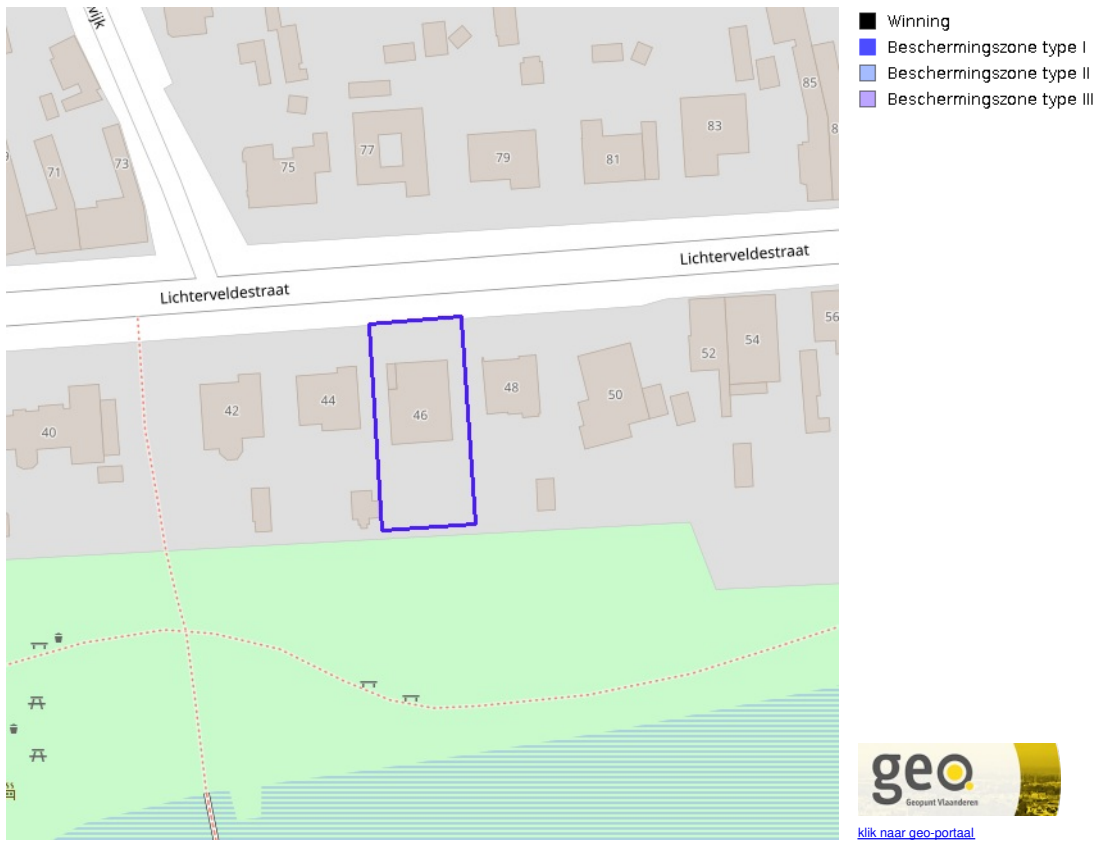 wijk
Winning
Beschermingszone type I
Beschermingszone type II
Beschermingszone type III
85
83
71
73
75
77
79
81
Lichterveldestraat
Lichterveldestraat
56
52
54
40
42
44
46
48
50
geo
Geopunt Vlaanderen
klik naar geo-portaal